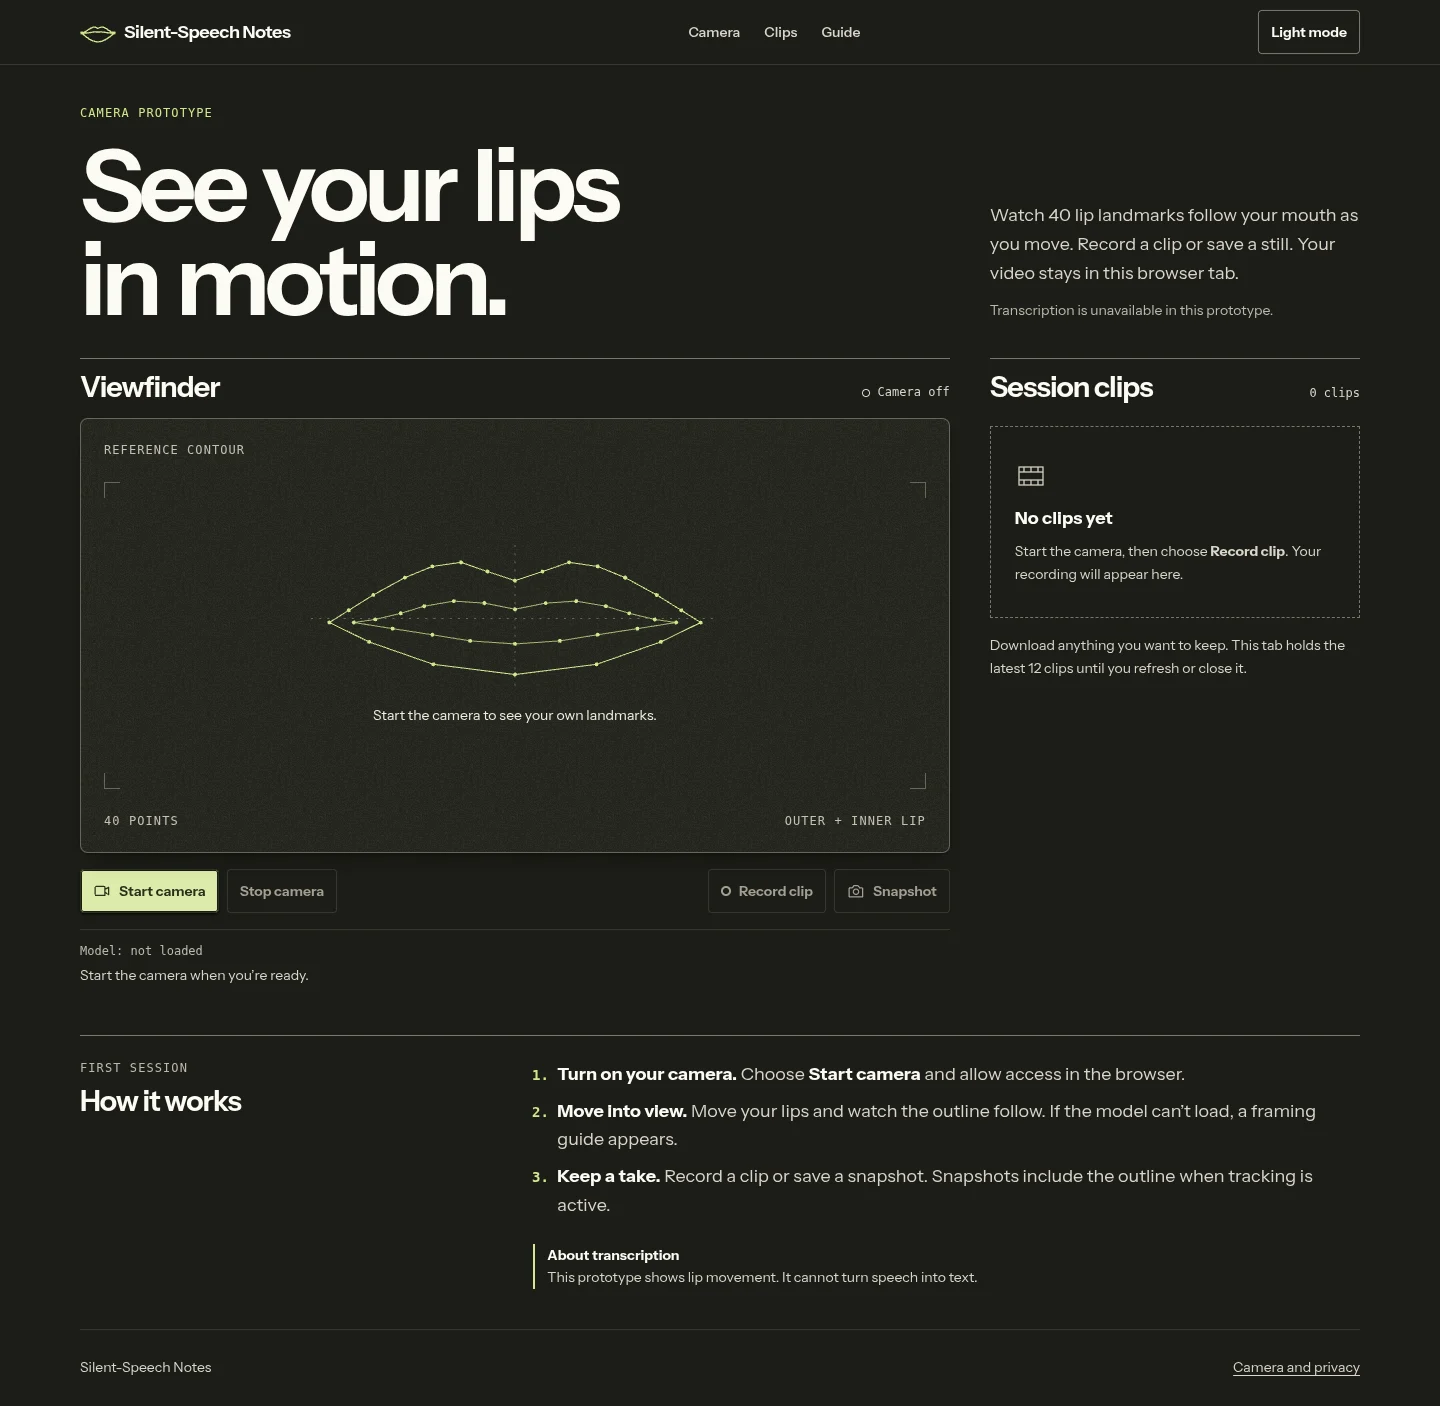 Silent-Speech Notes
Camera
Clips
Guide
Light mode
CAMERA PROTOTYPE
See your lips
in motion.
Watch 40 lip landmarks follow your mouth as
you move. Record a clip or save a still. Your
video stays in this browser tab.
Transcription is unavailable in this prototype.
Viewfinder
Camera off
REFERENCE CONTOUR
Start the camera to see your own landmarks.
40 POINTS
OUTER + INNER LIP
Start camera
Stop camera
Record clip
Snapshot
Model: not loaded
Start the camera when you're ready.
Session clips
0 clips
No clips yet
Start the camera, then choose Record clip. Your
recording will appear here.
Download anything you want to keep. This tab holds the
latest 12 clips until you refresh or close it.
FIRST SESSION
How it works
1. Turn on your camera. Choose Start camera and allow access in the browser.
2. Move into view. Move your lips and watch the outline follow. If the model can't load, a framing
guide appears.
3. Keep a take. Record a clip or save a snapshot. Snapshots include the outline when tracking is
active.
About transcription
This prototype shows lip movement. It cannot turn speech into text.
Silent-Speech Notes
Camera and privacy